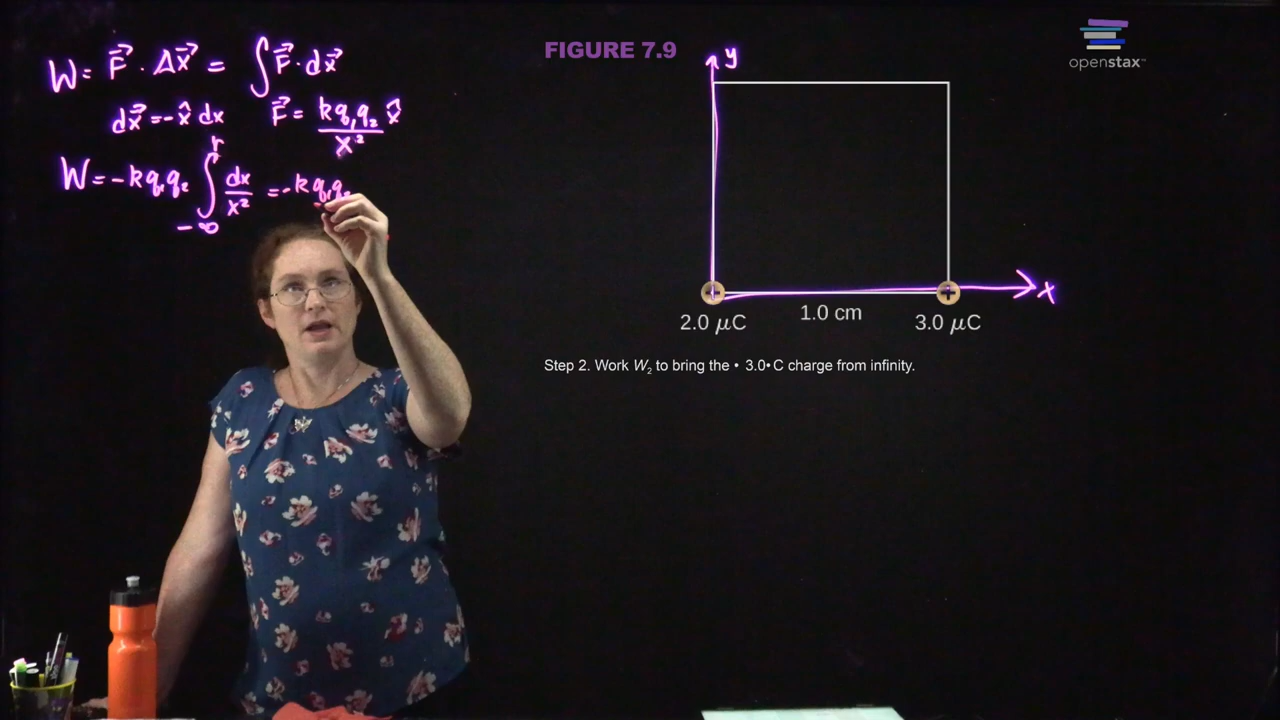 W = F⃗ · Δx⃗ = ∫ F⃗ · dx⃗
dx⃗ = -x̂ dx F⃗ = kq₁q₂/x² x̂
W = -kq₁q₂ ∫_{-∞}^{r} dx/x² = -kq₁q₂
FIGURE 7.9
openstax™
y
x
2.0 μC
1.0 cm
3.0 μC
Step 2. Work W₂ to bring the • 3.0•C charge from infinity.